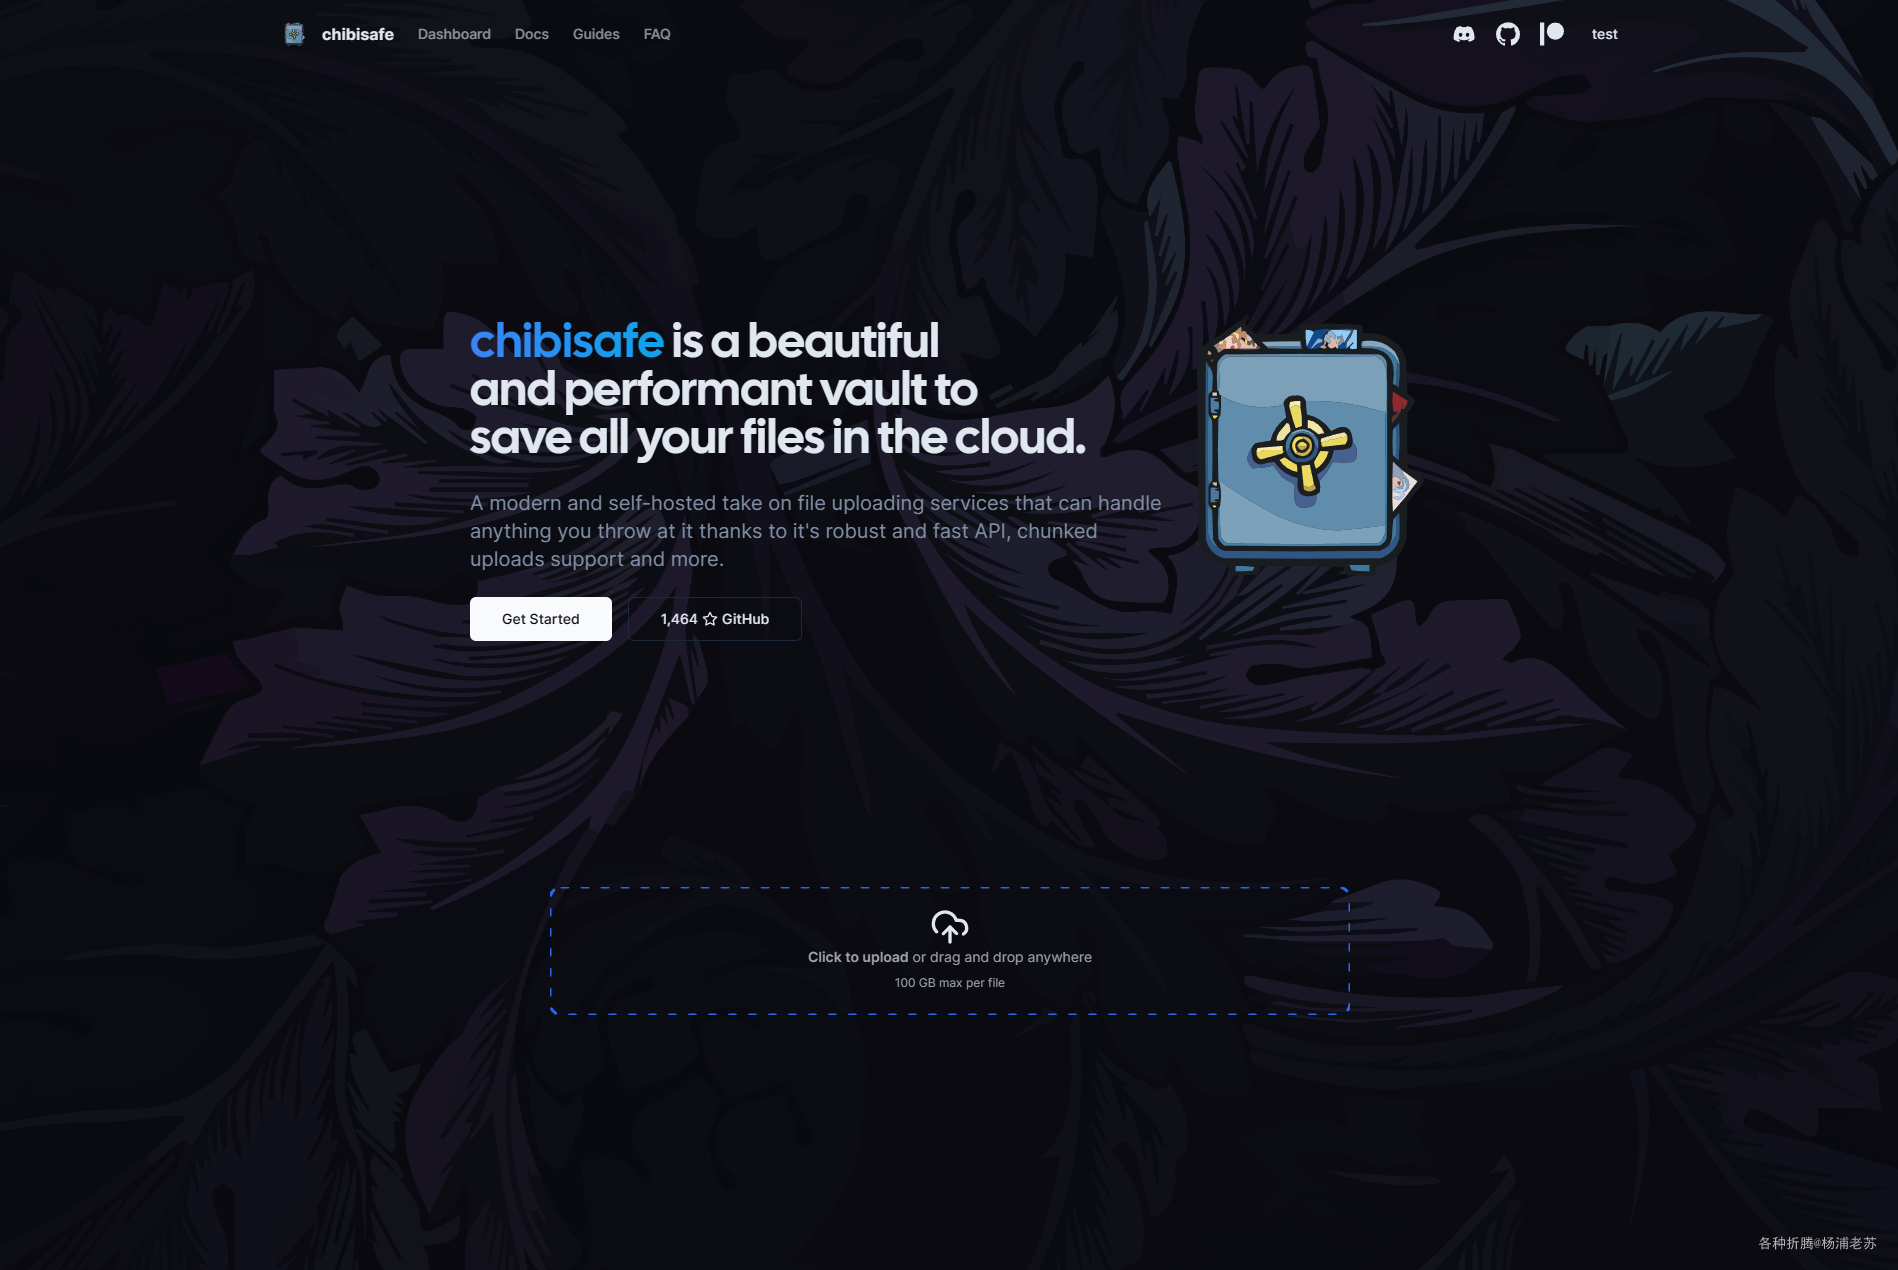 chibisafe Dashboard Docs Guides FAQ test
chibisafe is a beautiful
and performant vault to
save all your files in the cloud.
A modern and self-hosted take on file uploading services that can handle
anything you throw at it thanks to it's robust and fast API, chunked
uploads support and more.
Get Started 1,464 GitHub
Click to upload or drag and drop anywhere
100 GB max per file
各种折腾@杨浦老苏